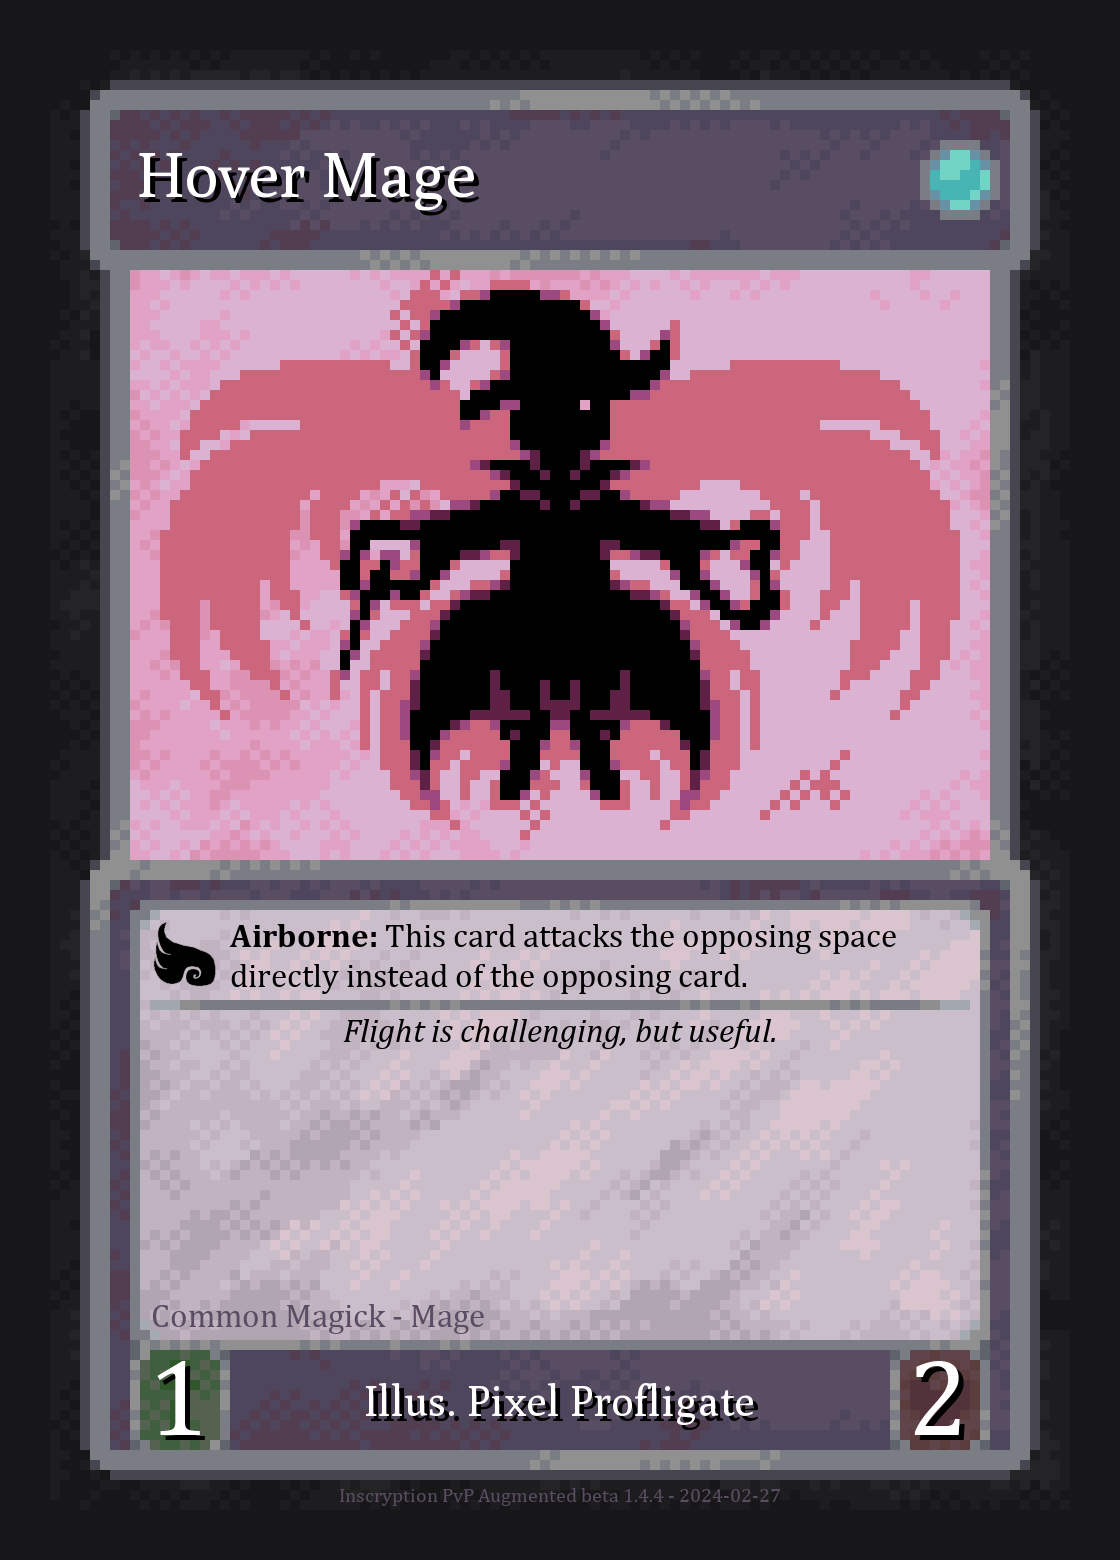 Hover Mage
Airborne: This card attacks the opposing space
directly instead of the opposing card.
Flight is challenging, but useful.
Common Magick - Mage
1
Illus. Pixel Profligate
2
Inscryption PvP Augmented beta 1.4.4 - 2024-02-27